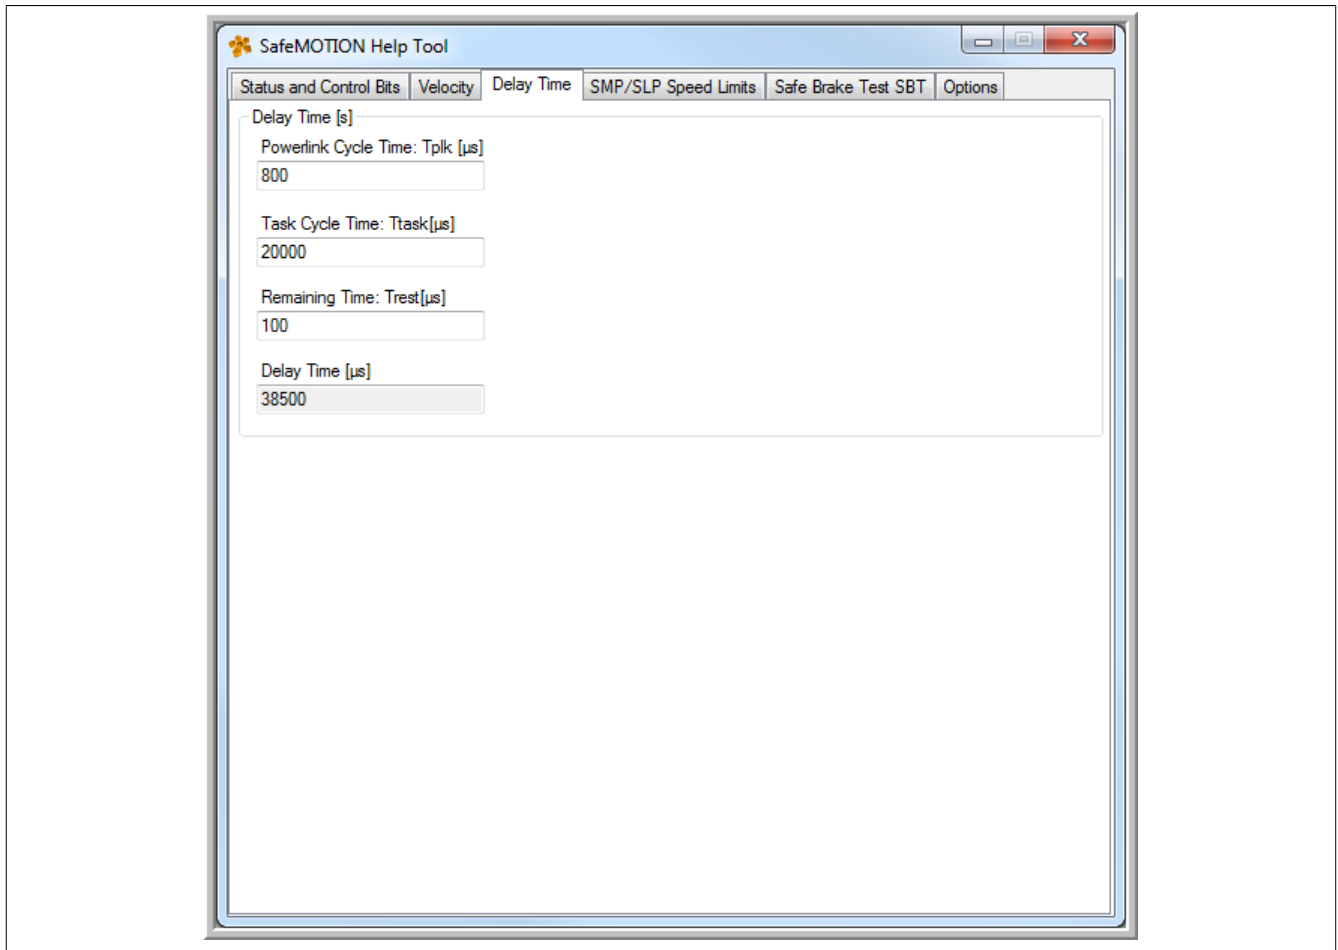 SafeMOTION Help Tool
Status and Control Bits Velocity Delay Time SMP/SLP Speed Limits Safe Brake Test SBT Options
Delay Time [s]
Powerlink Cycle Time: Tplk [µs]
800
Task Cycle Time: Ttask[µs]
20000
Remaining Time: Trest[µs]
100
Delay Time [µs]
38500